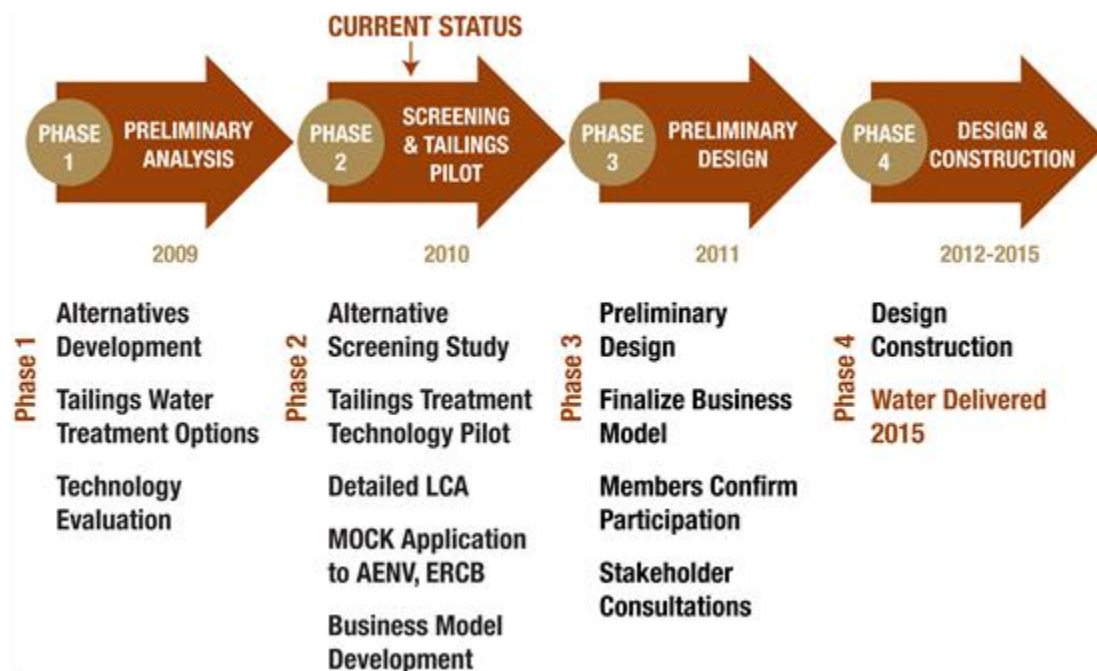 CURRENT STATUS
PHASE
1
PRELIMINARY
ANALYSIS
PHASE
2
SCREENING
& TAILINGS
PILOT
PHASE
3
PRELIMINARY
DESIGN
PHASE
4
DESIGN &
CONSTRUCTION
2009
2010
2011
2012-2015
Phase 1
Alternatives
Development
Tailings Water
Treatment Options
Technology
Evaluation
Phase 2
Alternative
Screening Study
Tailings Treatment
Technology Pilot
Detailed LCA
MOCK Application
to AENV, ERCB
Business Model
Development
Phase 3
Preliminary
Design
Finalize Business
Model
Members Confirm
Participation
Stakeholder
Consultations
Phase 4
Design
Construction
Water Delivered
2015